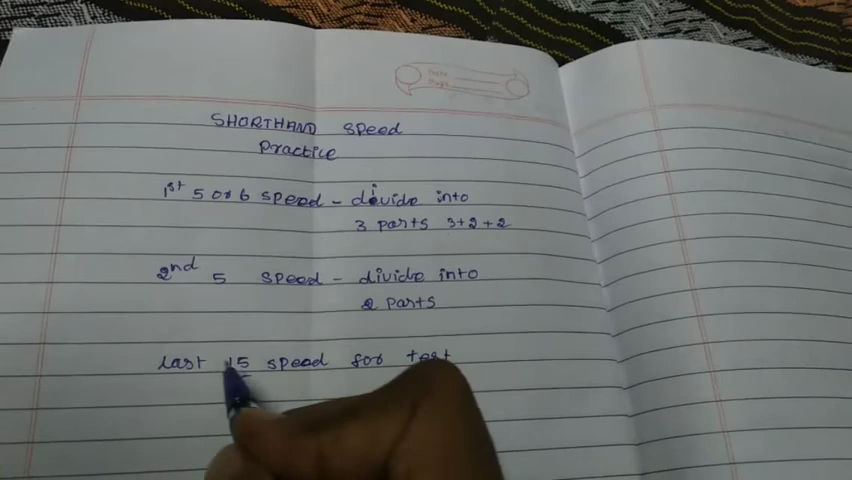 SHORTHAND Speed
Practice
1st 5 or 6 speed - divide into
3 parts 3+2+2
2nd 5 speed - divide into
2 parts
last 15 speed for test